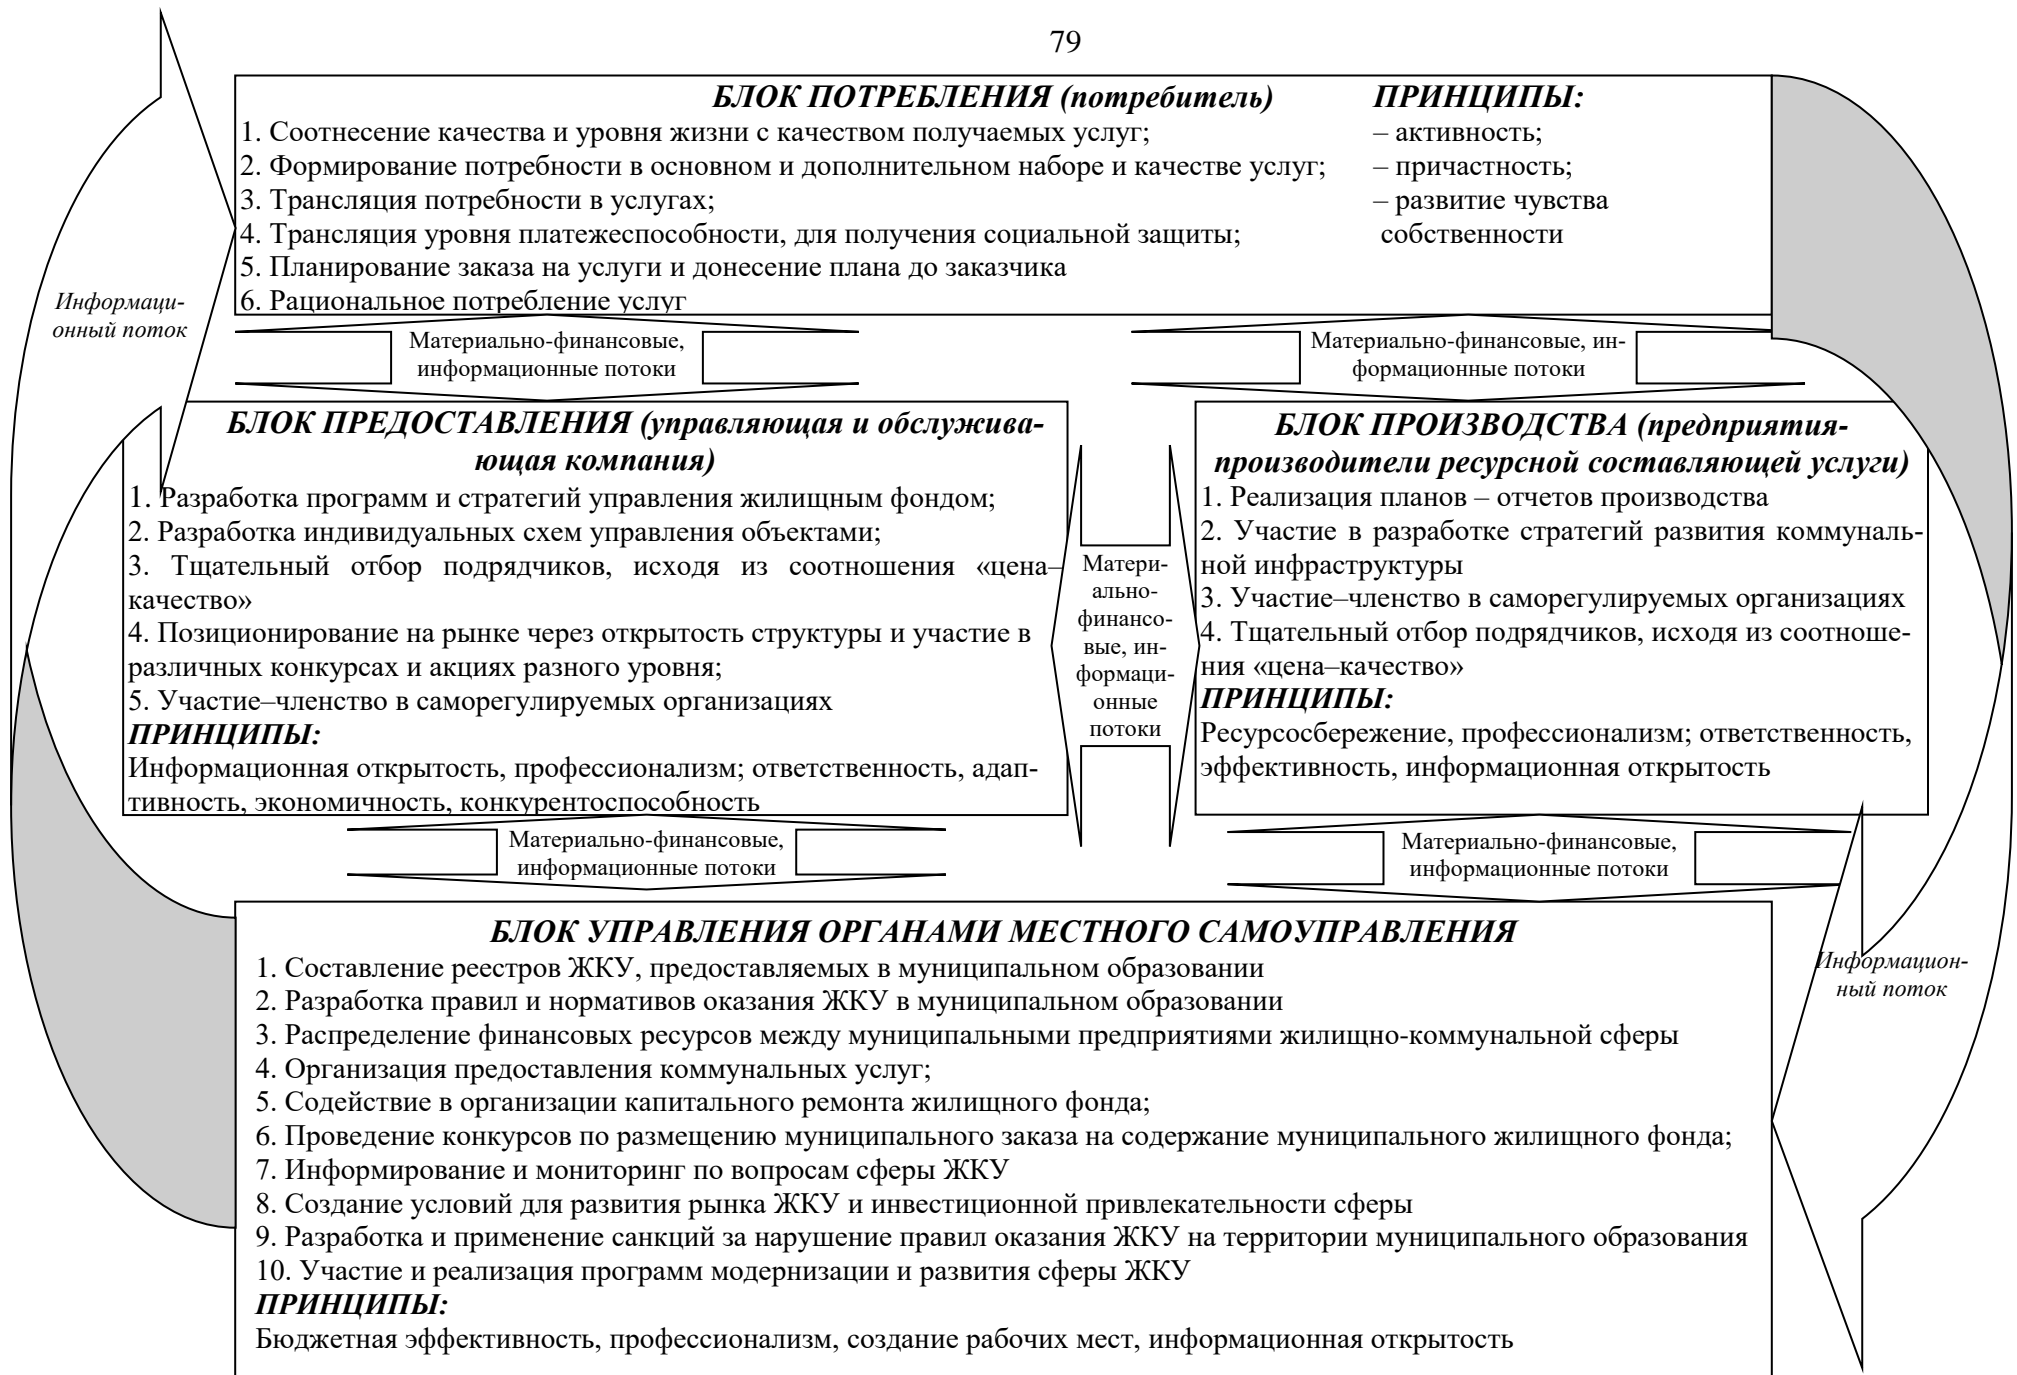 79
БЛОК ПОТРЕБЛЕНИЯ (потребитель)
1. Соотнесение качества и уровня жизни с качеством получаемых услуг;
2. Формирование потребности в основном и дополнительном наборе и качестве услуг;
3. Трансляция потребности в услугах;
4. Трансляция уровня платежеспособности, для получения социальной защиты;
5. Планирование заказа на услуги и донесение плана до заказчика
6. Рациональное потребление услуг
ПРИНЦИПЫ:
– активность;
– причастность;
– развитие чувства
собственности
Информаци-
онный поток
Материально-финансовые,
информационные потоки
Материально-финансовые, ин-
формационные потоки
БЛОК ПРЕДОСТАВЛЕНИЯ (управляющая и обслужива-
ющая компания)
1. Разработка программ и стратегий управления жилищным фондом;
2. Разработка индивидуальных схем управления объектами;
3. Тщательный отбор подрядчиков, исходя из соотношения «цена–
качество»
4. Позиционирование на рынке через открытость структуры и участие в
различных конкурсах и акциях разного уровня;
5. Участие–членство в саморегулируемых организациях
ПРИНЦИПЫ:
Информационная открытость, профессионализм; ответственность, адап-
тивность, экономичность, конкурентоспособность
Матери-
ально-
финансо-
вые, ин-
формаци-
онные
потоки
БЛОК ПРОИЗВОДСТВА (предприятия-
производители ресурсной составляющей услуги)
1. Реализация планов – отчетов производства
2. Участие в разработке стратегий развития коммуналь-
ной инфраструктуры
3. Участие–членство в саморегулируемых организациях
4. Тщательный отбор подрядчиков, исходя из соотноше-
ния «цена–качество»
ПРИНЦИПЫ:
Ресурсосбережение, профессионализм; ответственность,
эффективность, информационная открытость
Материально-финансовые,
информационные потоки
Материально-финансовые,
информационные потоки
БЛОК УПРАВЛЕНИЯ ОРГАНАМИ МЕСТНОГО САМОУПРАВЛЕНИЯ
1. Составление реестров ЖКУ, предоставляемых в муниципальном образовании
2. Разработка правил и нормативов оказания ЖКУ в муниципальном образовании
3. Распределение финансовых ресурсов между муниципальными предприятиями жилищно-коммунальной сферы
4. Организация предоставления коммунальных услуг;
5. Содействие в организации капитального ремонта жилищного фонда;
6. Проведение конкурсов по размещению муниципального заказа на содержание муниципального жилищного фонда;
7. Информирование и мониторинг по вопросам сферы ЖКУ
8. Создание условий для развития рынка ЖКУ и инвестиционной привлекательности сферы
9. Разработка и применение санкций за нарушение правил оказания ЖКУ на территории муниципального образования
10. Участие и реализация программ модернизации и развития сферы ЖКУ
ПРИНЦИПЫ:
Бюджетная эффективность, профессионализм, создание рабочих мест, информационная открытость
Информацион-
ный поток